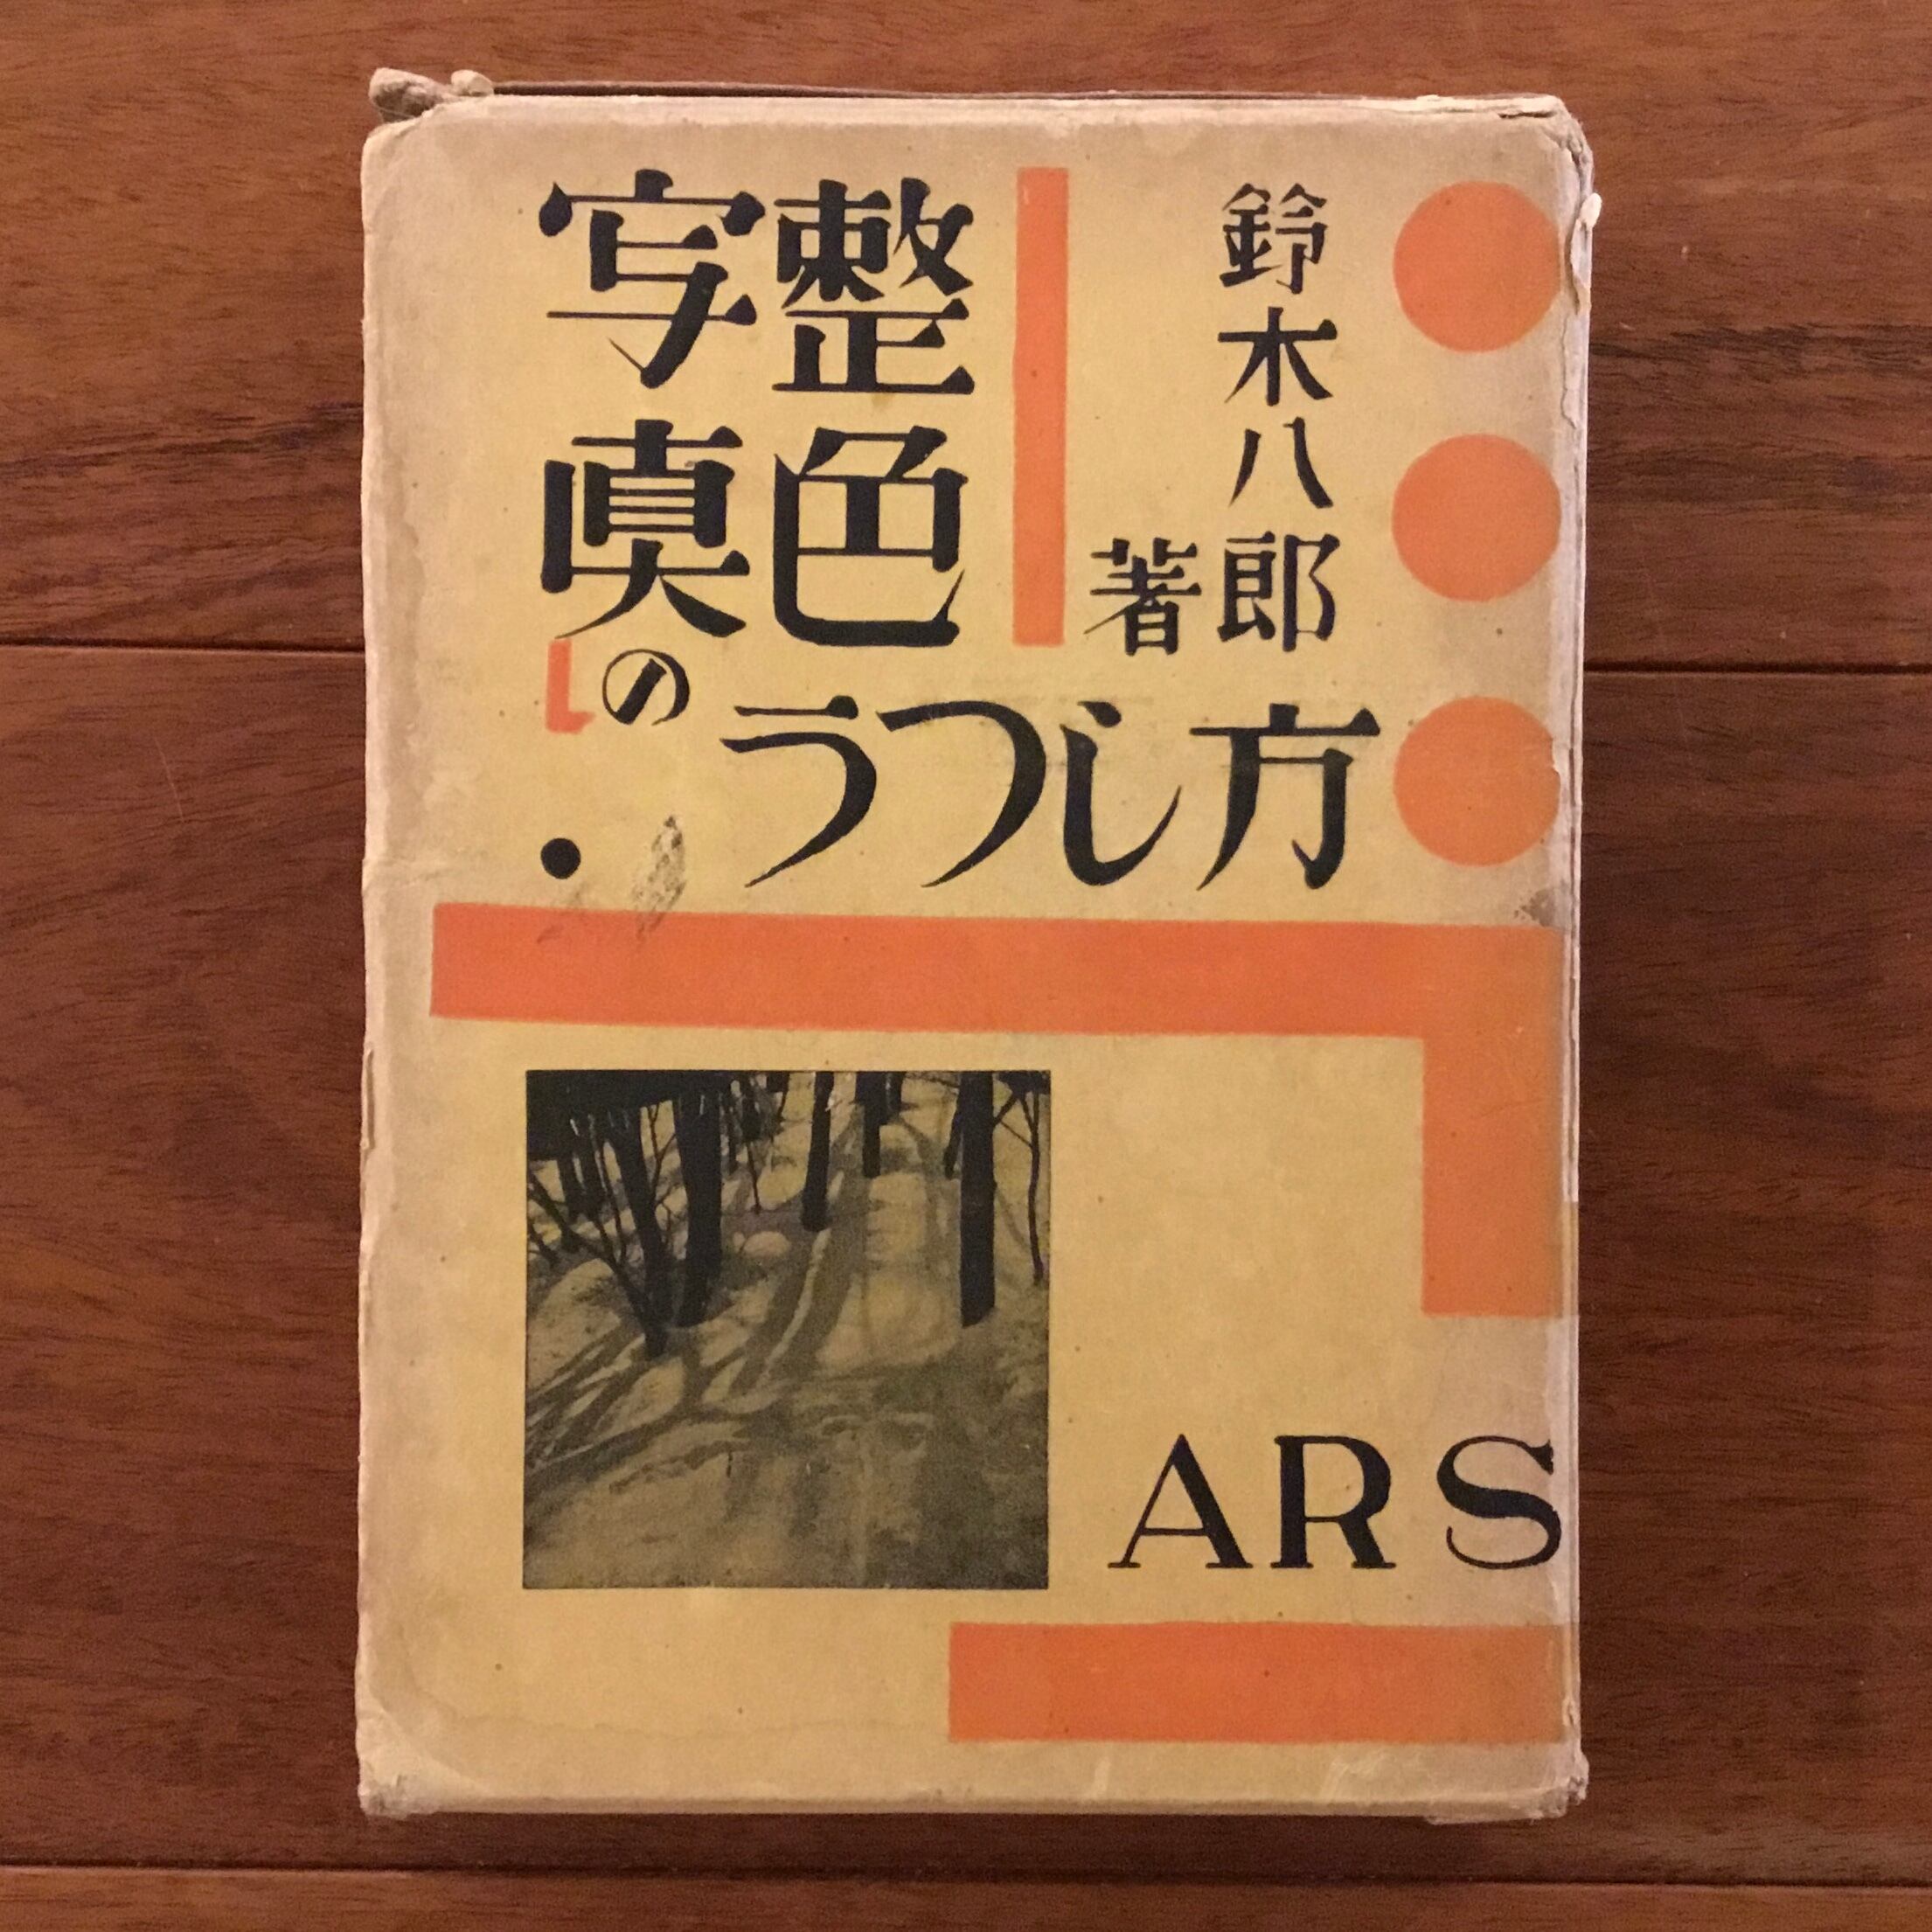 鈴木八郎
著
整色
写真の
うつし方
ARS